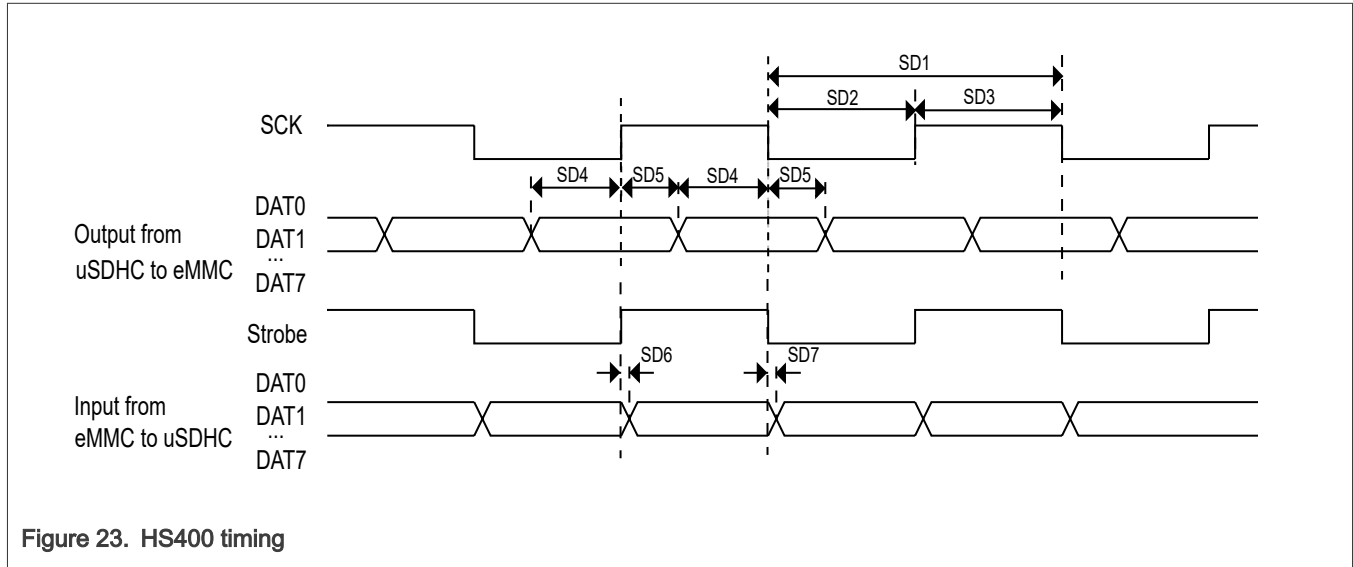 SD1
SD2 SD3
SCK
SD4 SD5 SD4 SD5
DAT0
Output from DAT1
uSDHC to eMMC ...
DAT7
Strobe
SD6 SD7
DAT0
Input from DAT1
eMMC to uSDHC ...
DAT7
Figure 23. HS400 timing